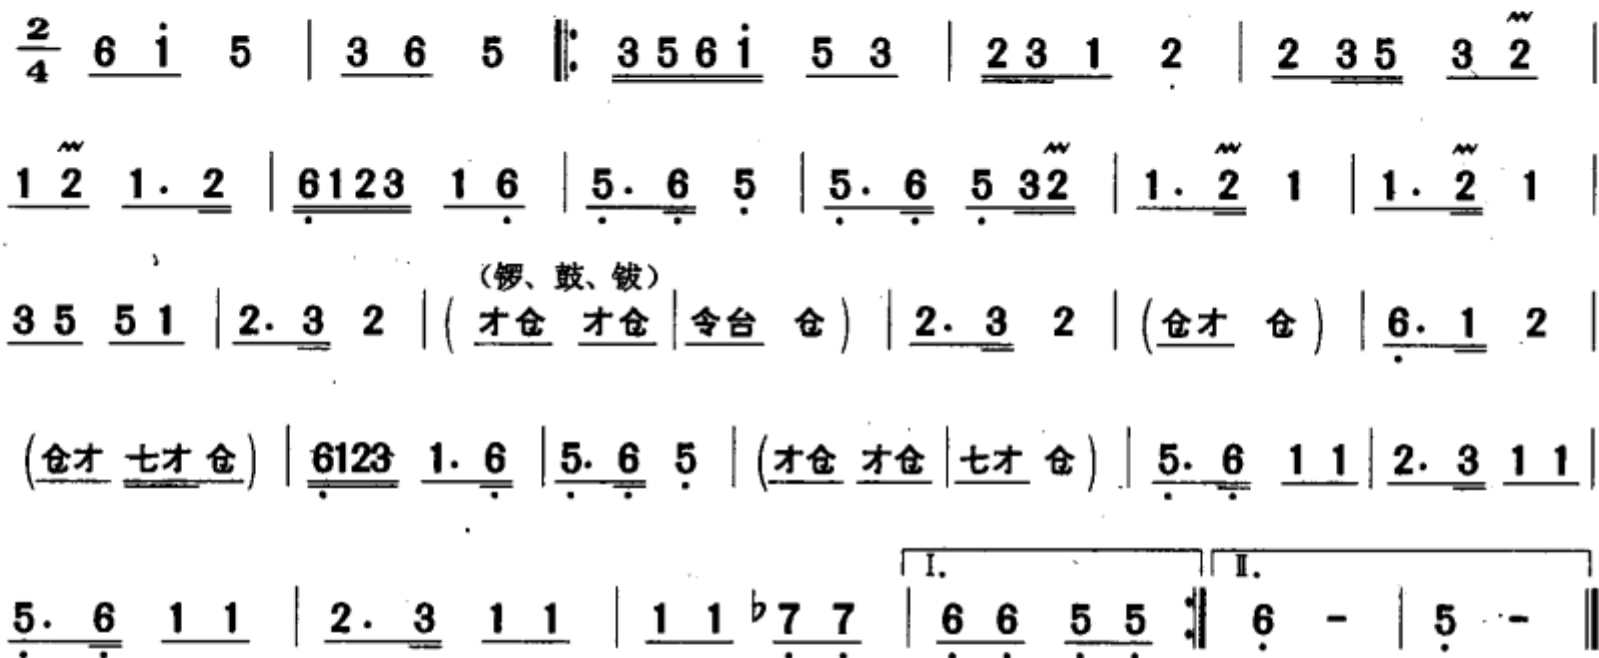 2/4 6 i̇ 5 | 3 6 5 ‖: 3 5 6 i̇ 5 3 | 2 3 1 2 | 2 3 5 3 2 |
1 2 1. 2 | 6̣ 1 2 3 1 6̣ | 5̣. 6̣ 5̣ | 5̣. 6̣ 5̣ 3 2 | 1. 2 1 | 1. 2 1 |
(锣、鼓、钹)
3 5 5 1 | 2. 3 2 | ( 才仓 才仓 | 令台 仓 ) | 2. 3 2 | ( 仓才 仓 ) | 6̣. 1 2 |
( 仓才 七才 仓 ) | 6̣ 1 2 3 1. 6̣ | 5̣. 6̣ 5̣ | ( 才仓 才仓 | 七才 仓 ) | 5̣. 6̣ 1 1 | 2. 3 1 1 |
I. II.
5̣. 6̣ 1 1 | 2. 3 1 1 | 1 1 ♭7̣ 7̣ | 6̣ 6̣ 5̣ 5̣ :‖ 6̣ - | 5̣ - ‖